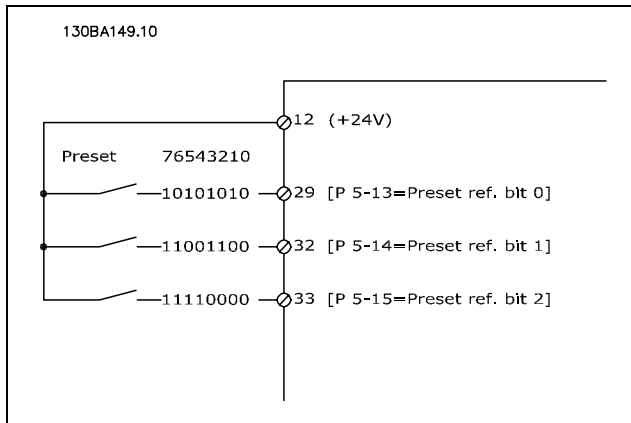 130BA149.10
12 (+24V)
Preset 76543210
10101010 29 [P 5-13=Preset ref. bit 0]
11001100 32 [P 5-14=Preset ref. bit 1]
11110000 33 [P 5-15=Preset ref. bit 2]